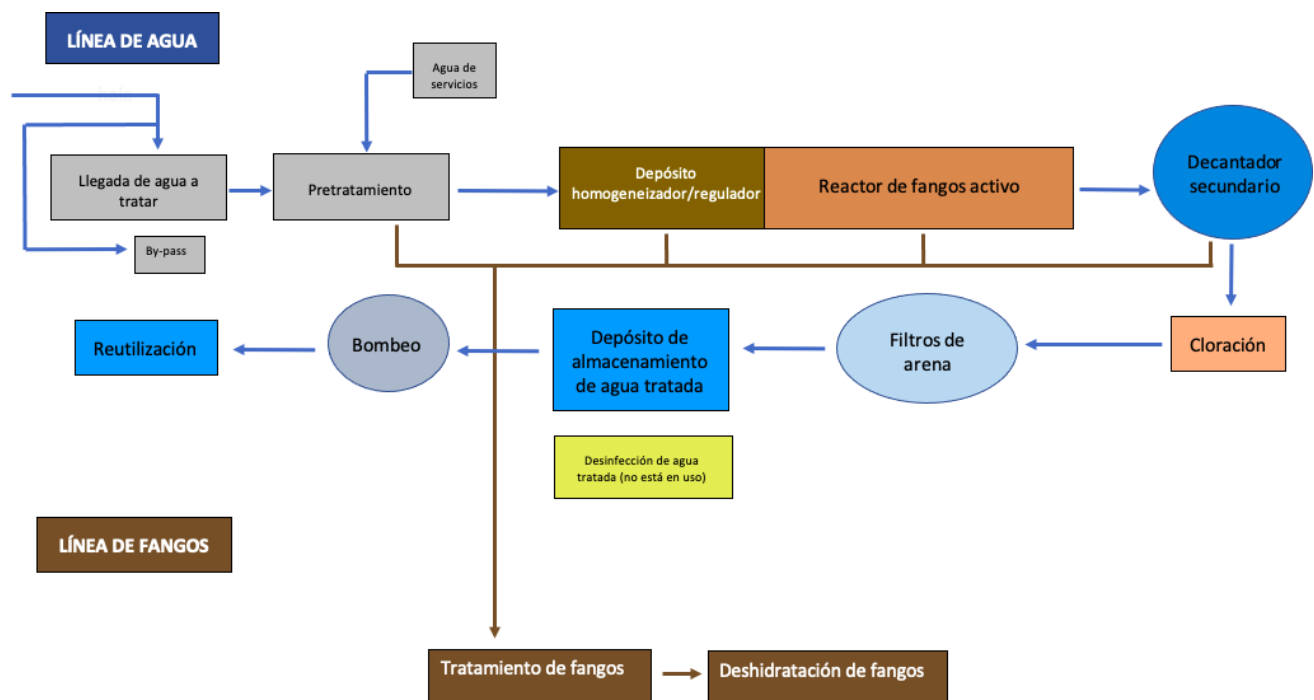 LÍNEA DE AGUA
Agua de
servicios
Llegada de agua a
tratar
Pretratamiento
Depósito
homogeneizador/regulador
Reactor de fangos activo
Decantador
secundario
By-pass
Reutilización
Bombeo
Depósito de
almacenamiento
de agua tratada
Filtros de
arena
Cloración
Desinfección de agua
tratada (no está en uso)
LÍNEA DE FANGOS
Tratamiento de fangos
Deshidratación de fangos